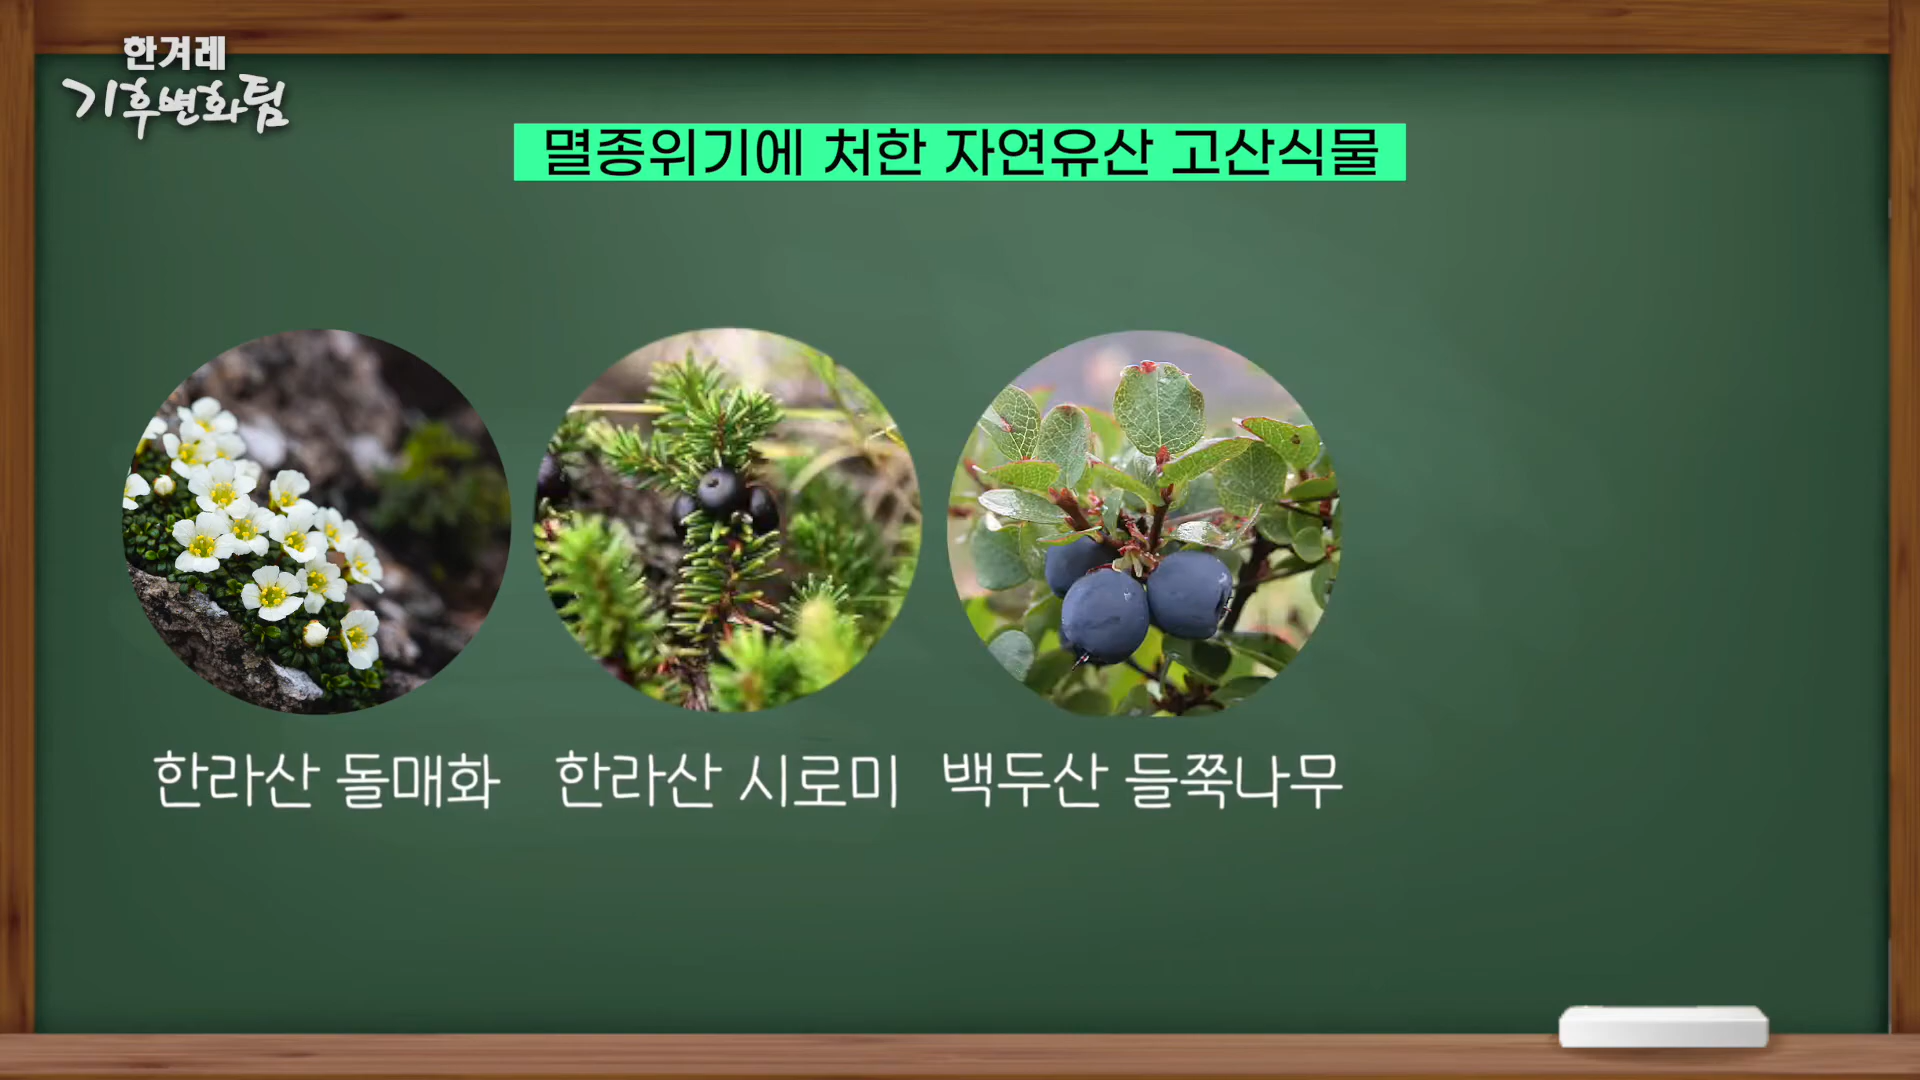 한겨레
기후변화팀
멸종위기에 처한 자연유산 고산식물
한라산 돌매화
한라산 시로미
백두산 들쭉나무